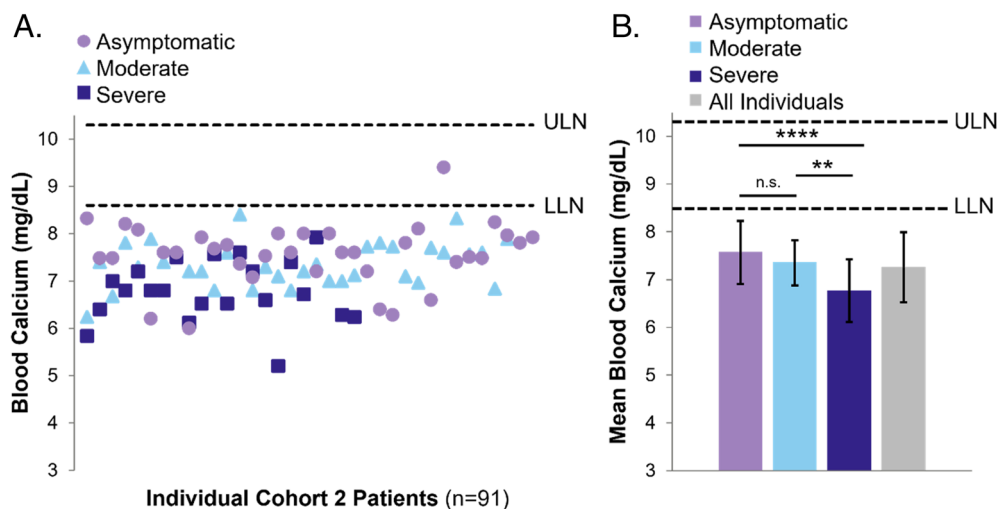 A.
Asymptomatic
Moderate
Severe
ULN
LLN
10
9
8
7
6
5
4
3
Blood Calcium (mg/dL)
Individual Cohort 2 Patients (n=91)
B.
Asymptomatic
Moderate
Severe
All Individuals
ULN
****
**
n.s.
LLN
10
9
8
7
6
5
4
3
Mean Blood Calcium (mg/dL)